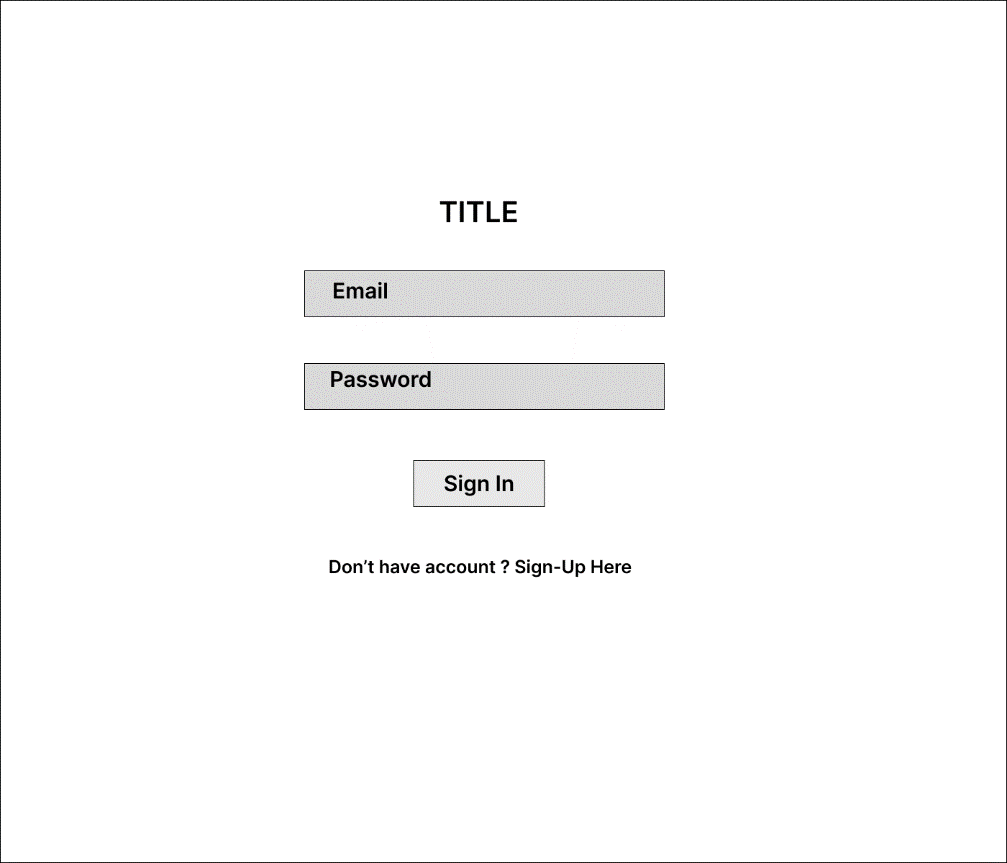 TITLE
Email
Password
Sign In
Don’t have account ? Sign-Up Here